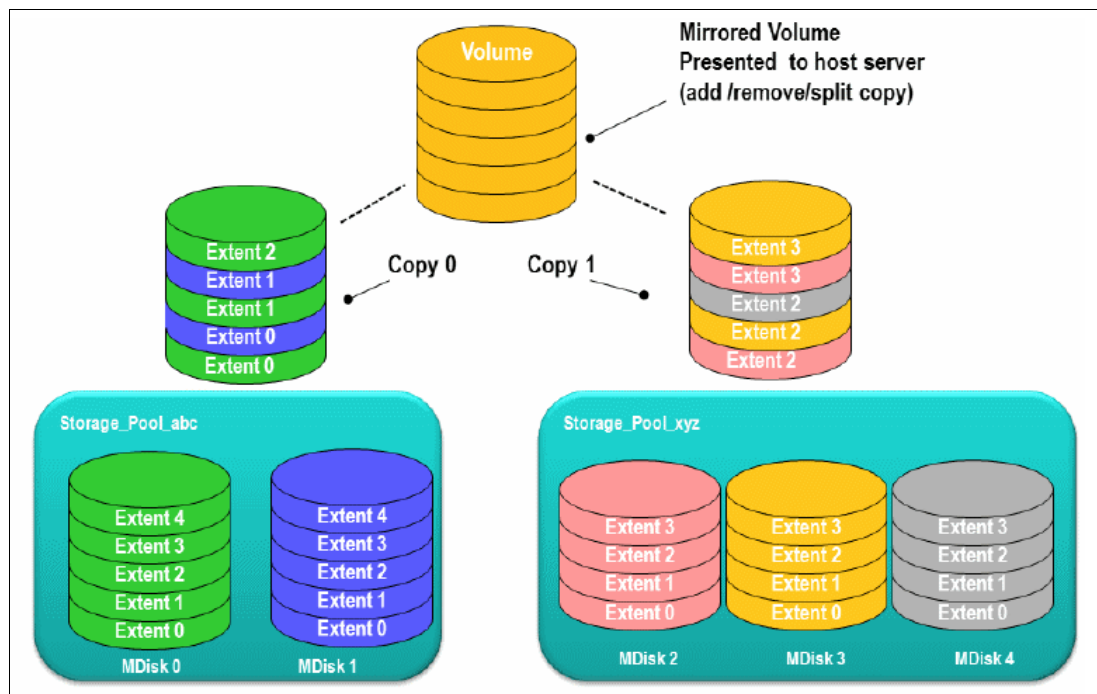 Volume
Mirrored Volume
Presented to host server
(add /remove/split copy)
Extent 2
Extent 1
Extent 1
Extent 0
Extent 0
Copy 0
Copy 1
Extent 3
Extent 3
Extent 2
Extent 2
Extent 2
Storage_Pool_abc
Extent 4
Extent 3
Extent 2
Extent 1
Extent 0
MDisk 0
Extent 4
Extent 3
Extent 2
Extent 1
Extent 0
MDisk 1
Storage_Pool_xyz
Extent 3
Extent 2
Extent 1
Extent 0
MDisk 2
Extent 3
Extent 2
Extent 1
Extent 0
MDisk 3
Extent 3
Extent 2
Extent 1
Extent 0
MDisk 4